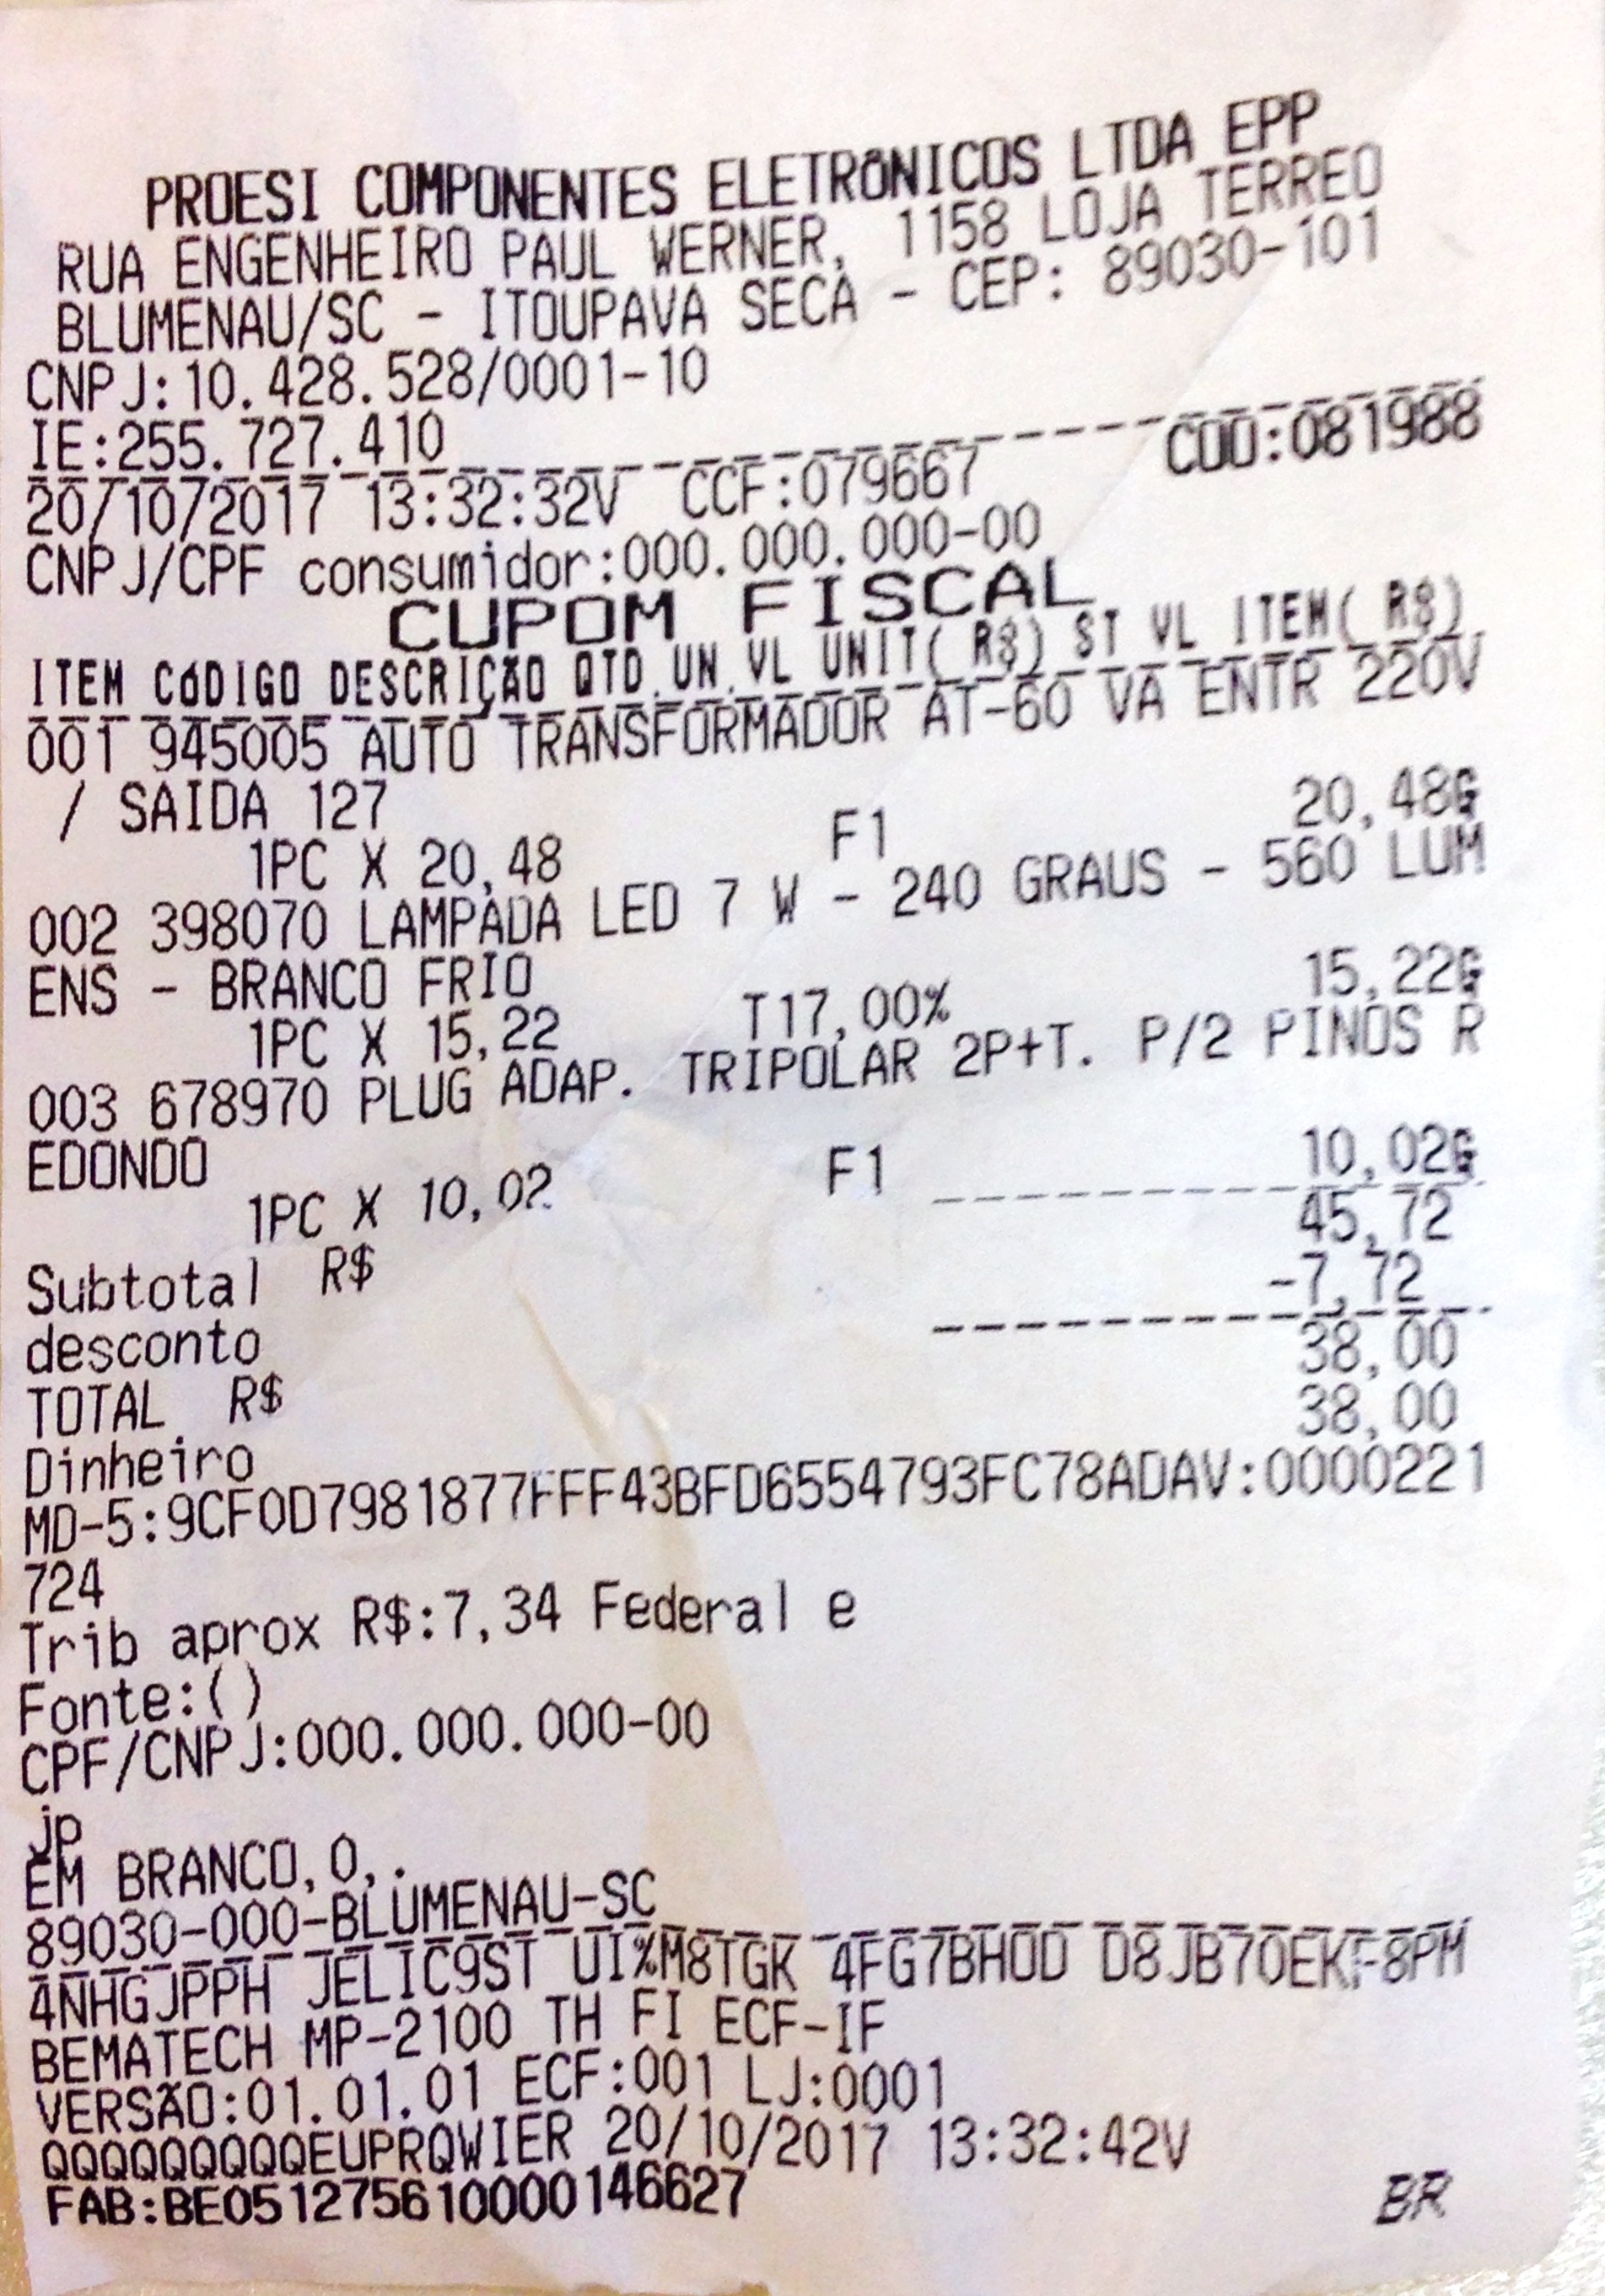 PROESI COMPONENTES ELETRÔNICOS LTDA EPP
RUA ENGENHEIRO PAUL WERNER, 1158 LOJA TERREO
BLUMENAU/SC - ITOUPAVA SECA - CEP: 89030-101
CNPJ:10.428.528/0001-10
IE:255.727.410
20/10/2017 13:32:32V CCF:079667 COO:081988
CNPJ/CPF consumidor:000.000.000-00
CUPOM FISCAL
ITEM CóDIGO DESCRIÇÃO QTD.UN.VL UNIT( R$) ST VL ITEM( R$)
001 945005 AUTO TRANSFORMADOR AT-60 VA ENTR 220V
/ SAIDA 127
1PC X 20,48 F1 20,48G
002 398070 LAMPADA LED 7 W - 240 GRAUS - 560 LUM
ENS - BRANCO FRIO
1PC X 15,22 T17,00% 15,22G
003 678970 PLUG ADAP. TRIPOLAR 2P+T. P/2 PINOS R
EDONDO
1PC X 10,02 F1 10,02G
Subtotal R$ 45,72
desconto -7,72
TOTAL R$ 38,00
Dinheiro 38,00
MD-5:9CF0D7981877FFF43BFD6554793FC78ADAV:0000221
724
Trib aprox R$:7,34 Federal e
Fonte:()
CPF/CNPJ:000.000.000-00
jp
EM BRANCO,0,.
89030-000-BLUMENAU-SC
4NHGJPPH JELIC9ST UI%M8TGK 4FG7BHOD D8JB70EKF8PM
BEMATECH MP-2100 TH FI ECF-IF
VERSÃO:01.01.01 ECF:001 LJ:0001
QQQQQQQQQEUPRQWIER 20/10/2017 13:32:42V
FAB:BE051275610000146627 BR